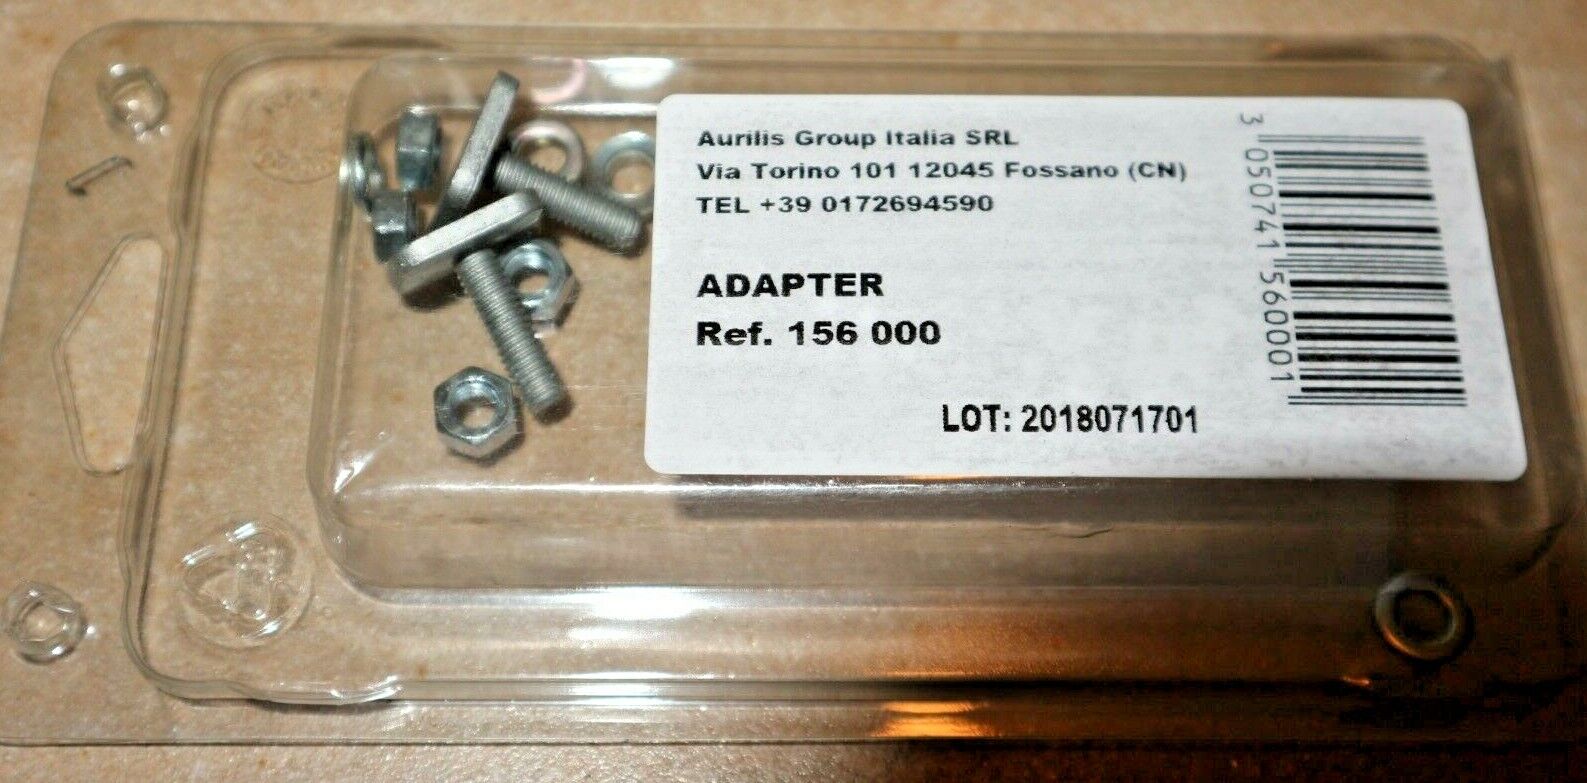 Aurilis Group Italia SRL
Via Torino 101 12045 Fossano (CN)
TEL +39 0172694590
ADAPTER
Ref. 156 000
LOT: 2018071701
3 050741 560001